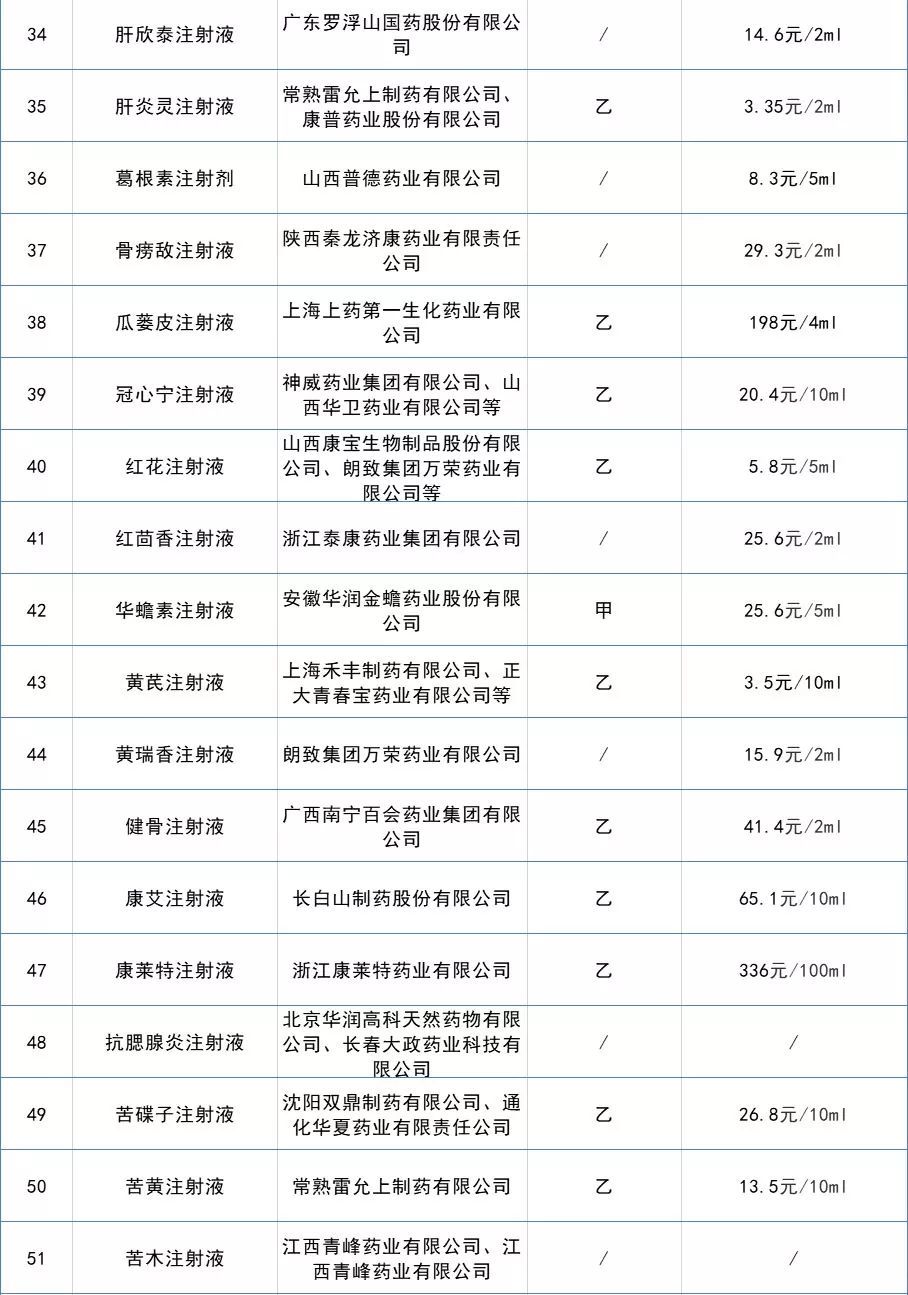 34
肝欣泰注射液
广东罗浮山国药股份有限公
司
/
14.6元/2ml
35
肝炎灵注射液
常熟雷允上制药有限公司、
康普药业股份有限公司
乙
3.35元/2ml
36
葛根素注射剂
山西普德药业有限公司
/
8.3元/5ml
37
骨痨敌注射液
陕西秦龙济康药业有限责任
公司
/
29.3元/2ml
38
瓜蒌皮注射液
上海上药第一生化药业有限
公司
乙
198元/4ml
39
冠心宁注射液
神威药业集团有限公司、山
西华卫药业有限公司等
乙
20.4元/10ml
40
红花注射液
山西康宝生物制品股份有限
公司、朗致集团万荣药业有
限公司等
乙
5.8元/5ml
41
红茴香注射液
浙江泰康药业集团有限公司
/
25.6元/2ml
42
华蟾素注射液
安徽华润金蟾药业股份有限
公司
甲
25.6元/5ml
43
黄芪注射液
上海禾丰制药有限公司、正
大青春宝药业有限公司等
乙
3.5元/10ml
44
黄瑞香注射液
朗致集团万荣药业有限公司
/
15.9元/2ml
45
健骨注射液
广西南宁百会药业集团有限
公司
乙
41.4元/2ml
46
康艾注射液
长白山制药股份有限公司
乙
65.1元/10ml
47
康莱特注射液
浙江康莱特药业有限公司
乙
336元/100ml
48
抗腮腺炎注射液
北京华润高科天然药物有限
公司、长春大政药业科技有
限公司
/
/
49
苦碟子注射液
沈阳双鼎制药有限公司、通
化华夏药业有限责任公司
乙
26.8元/10ml
50
苦黄注射液
常熟雷允上制药有限公司
乙
13.5元/10ml
51
苦木注射液
江西青峰药业有限公司、江
西青峰药业有限公司
/
/